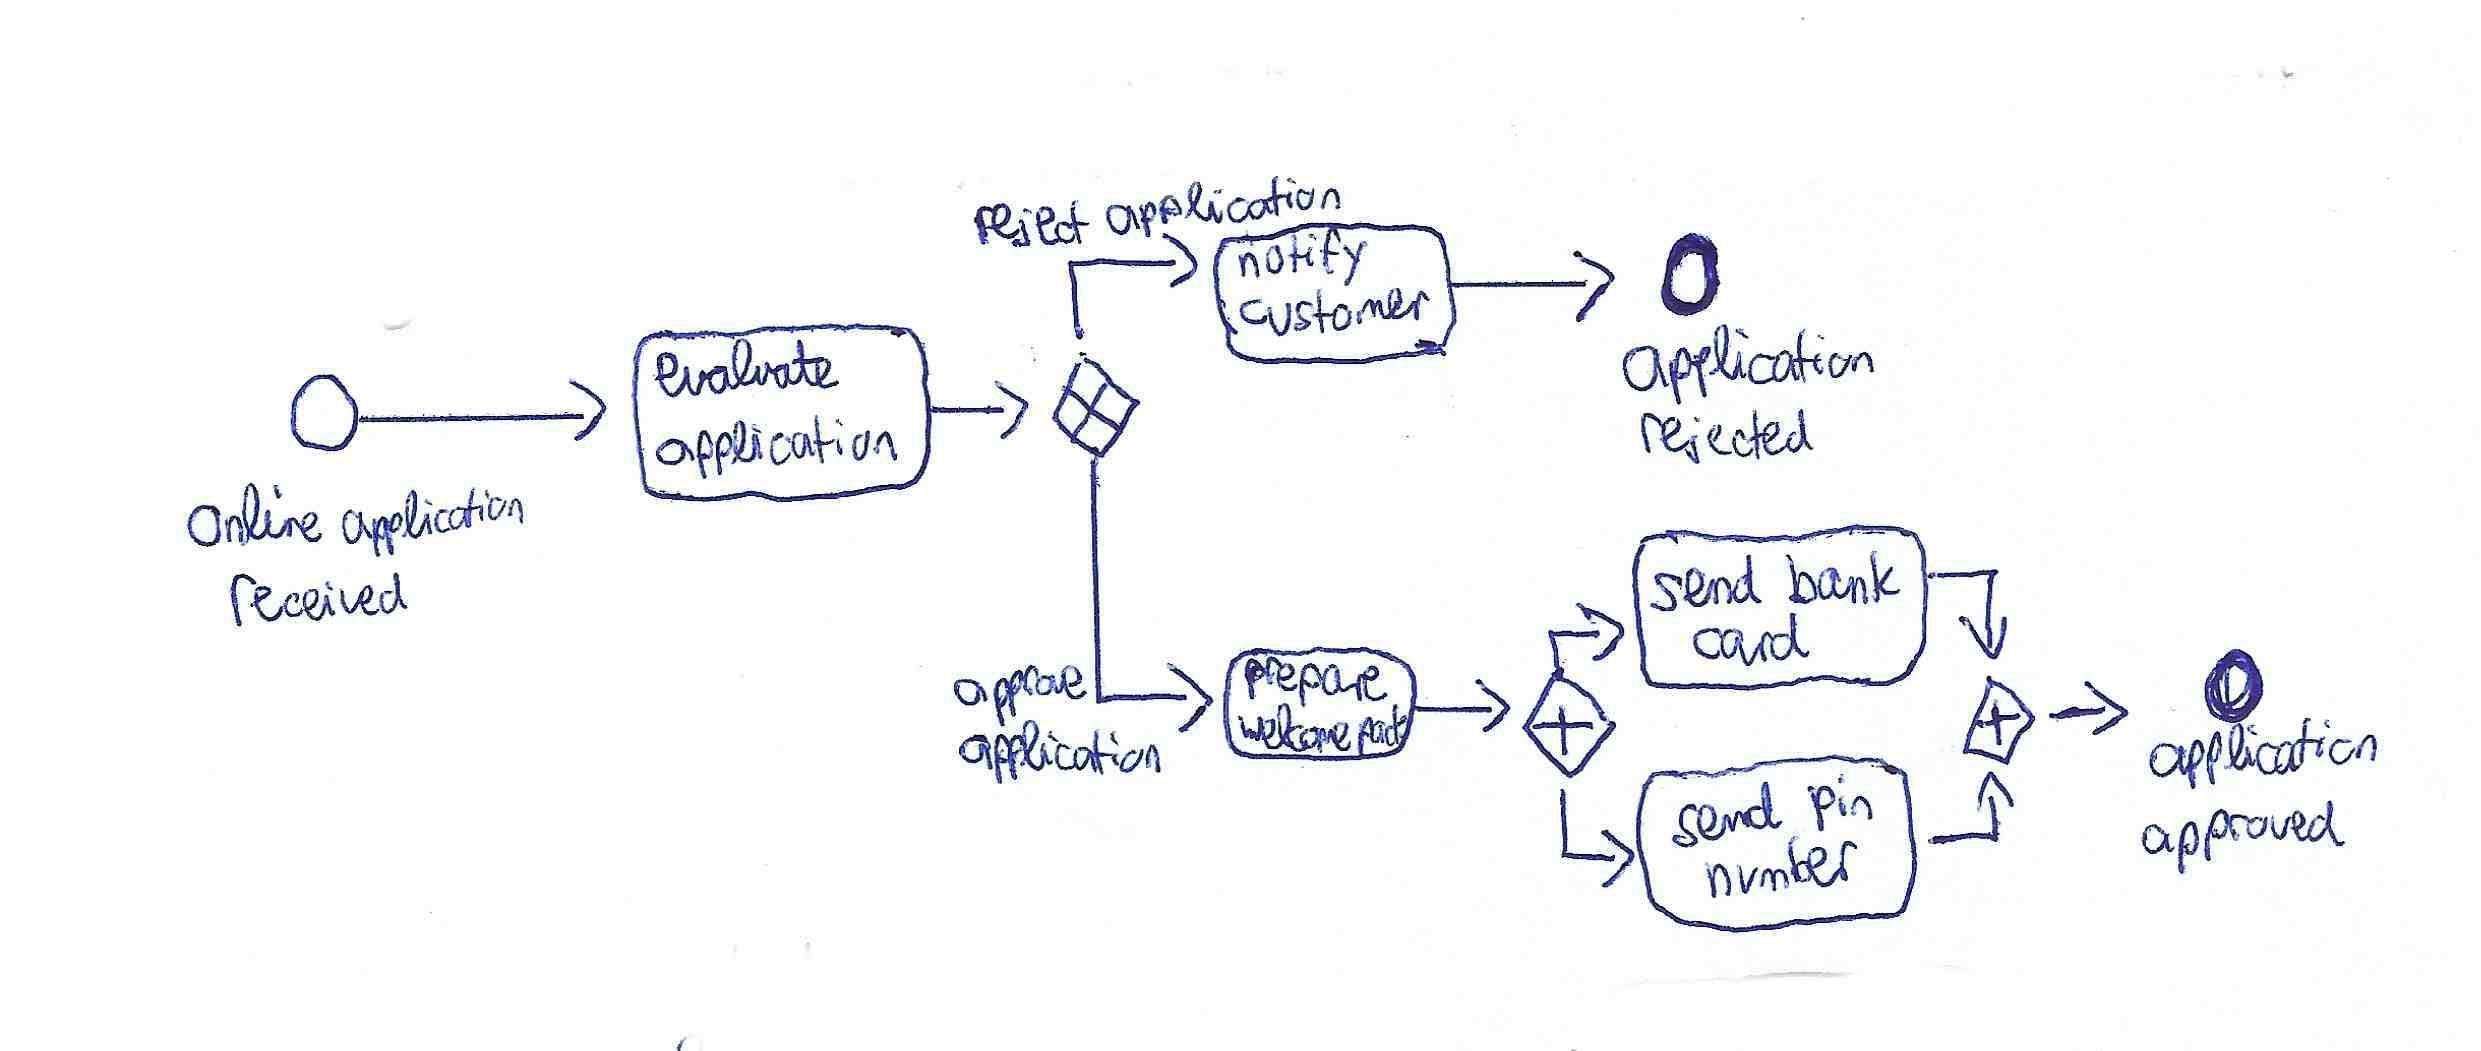 Online application
received
evaluate
application
reject application
notify
customer
application
rejected
approve
application
prepare
welcome pack
send bank
card
send pin
number
application
approved